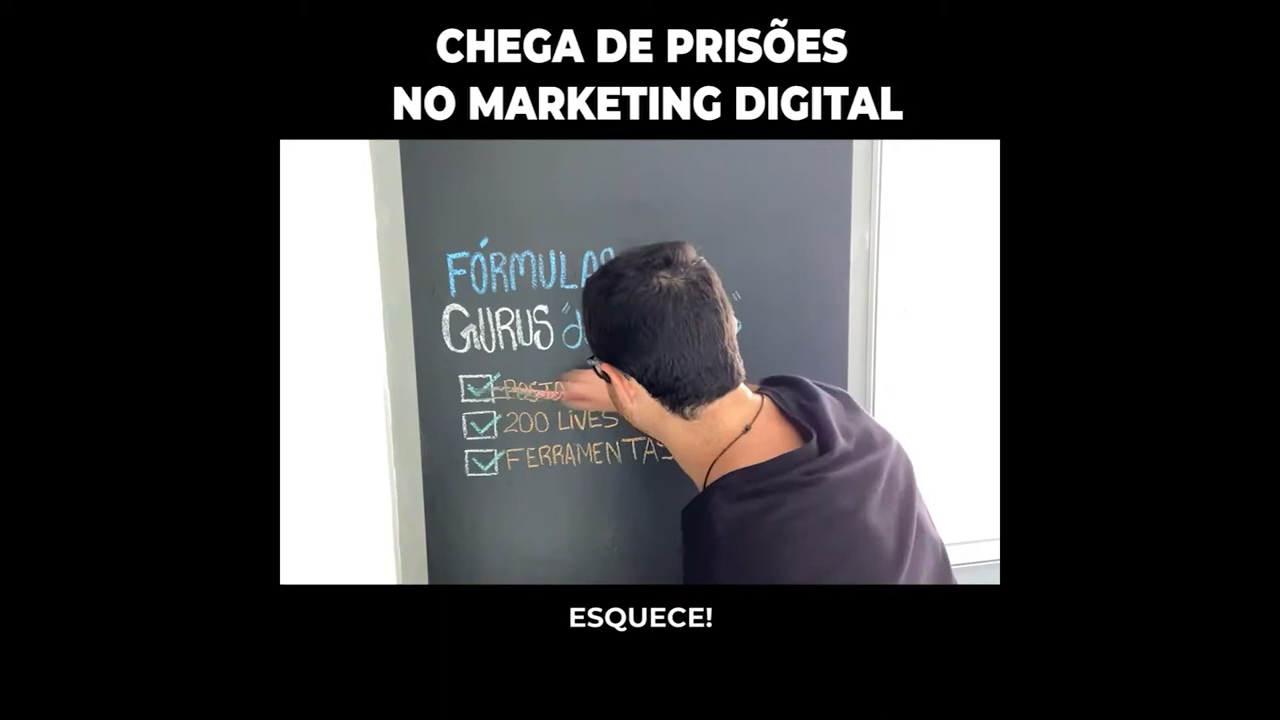 CHEGA DE PRISÕES
NO MARKETING DIGITAL
FÓRMULAS
GURUS
200 LIVES
FERRAMENTAS
ESQUECE!